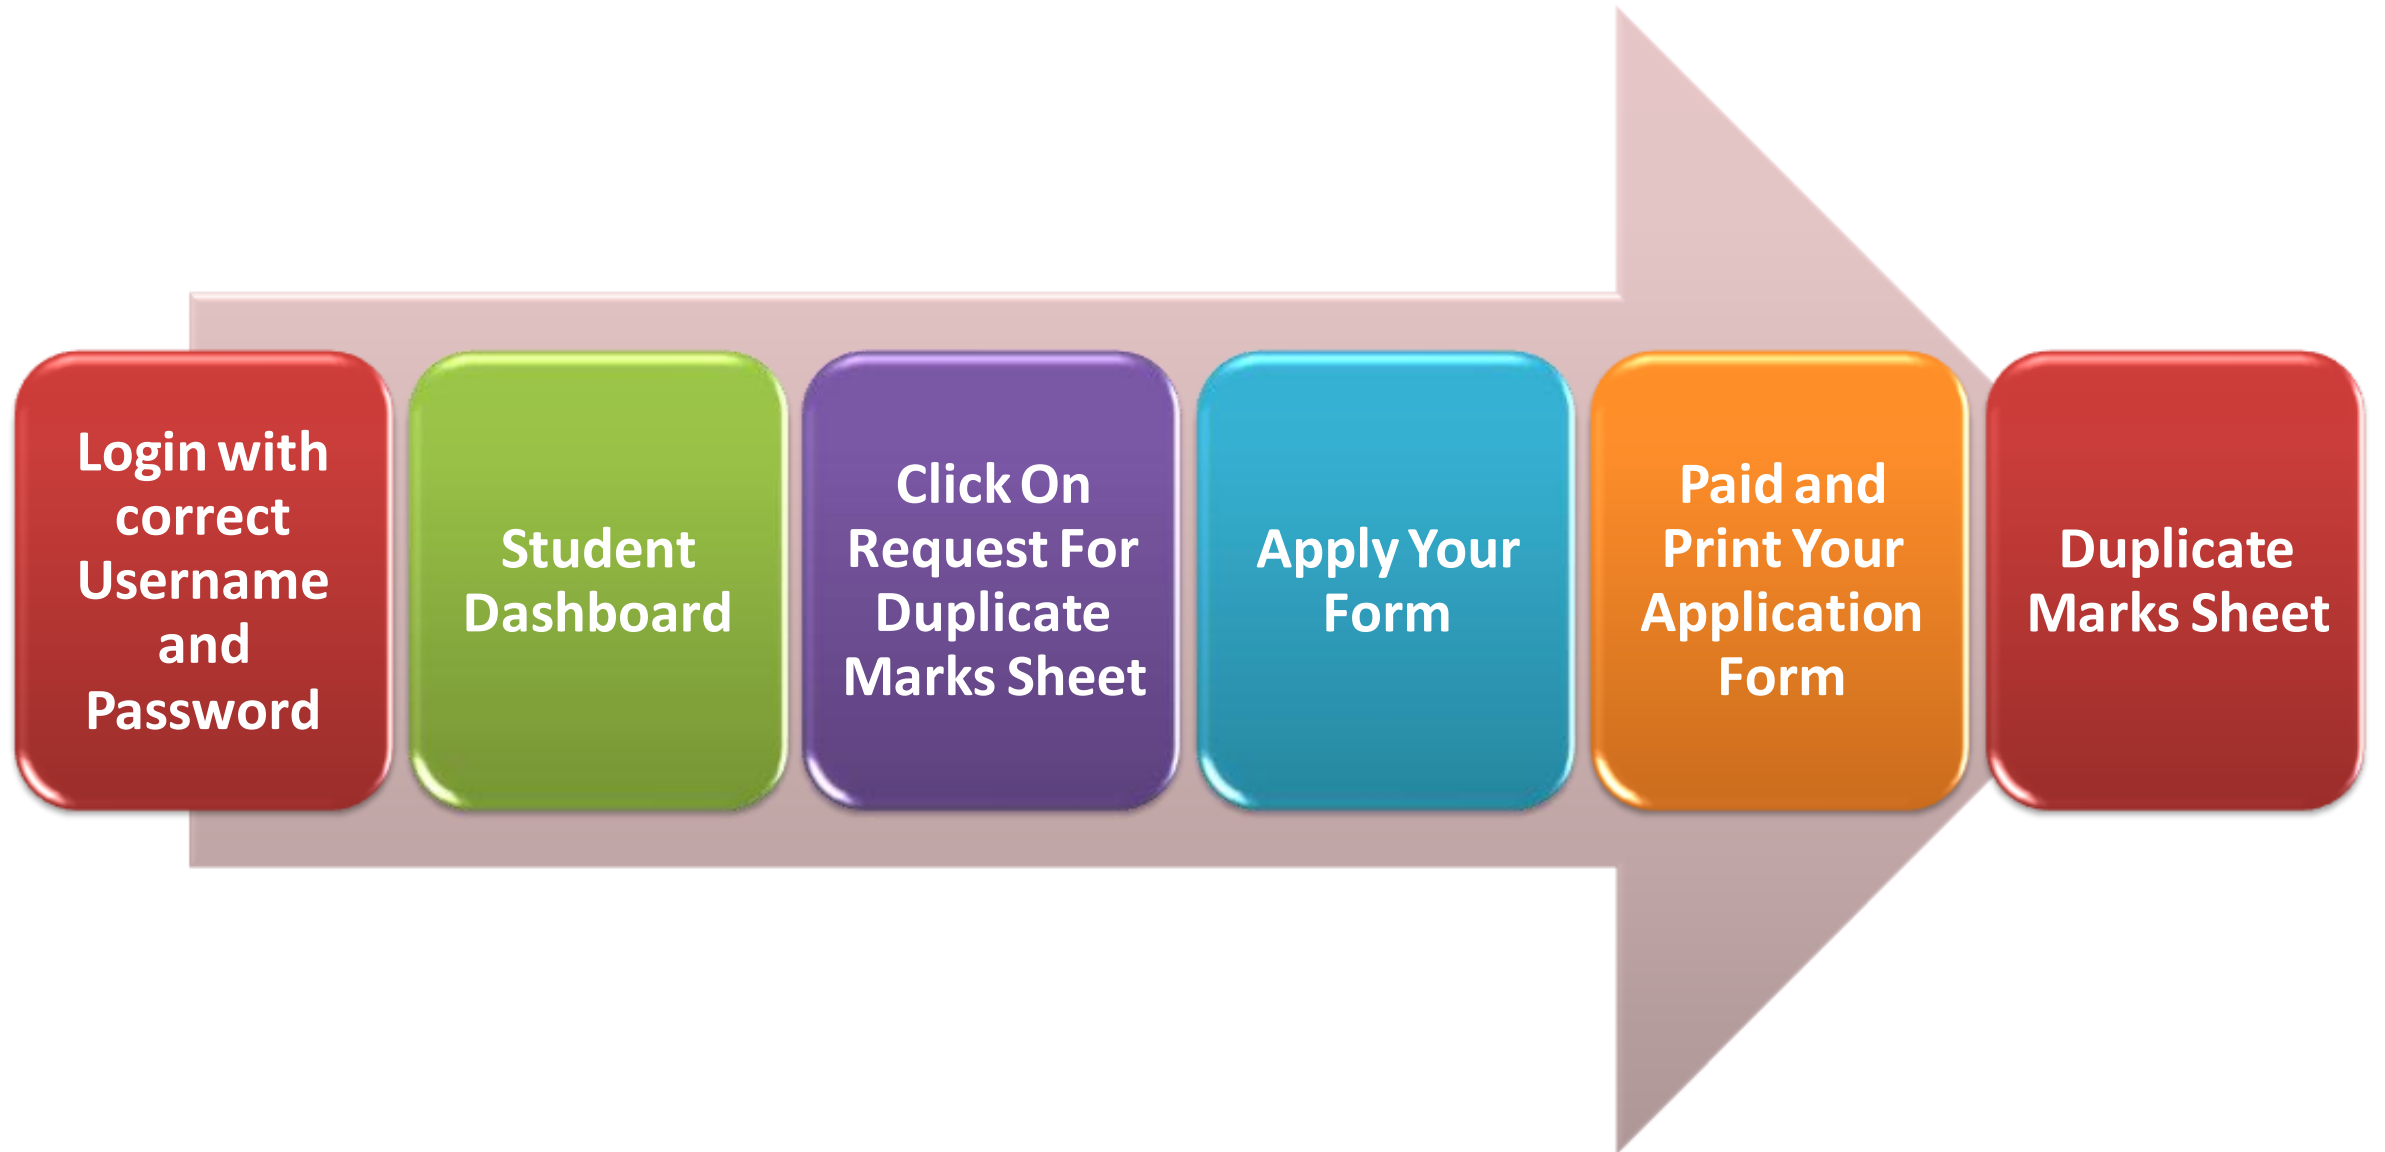 Login with
correct
Username
and
Password
Student
Dashboard
Click On
Request For
Duplicate
Marks Sheet
Apply Your
Form
Paid and
Print Your
Application
Form
Duplicate
Marks Sheet